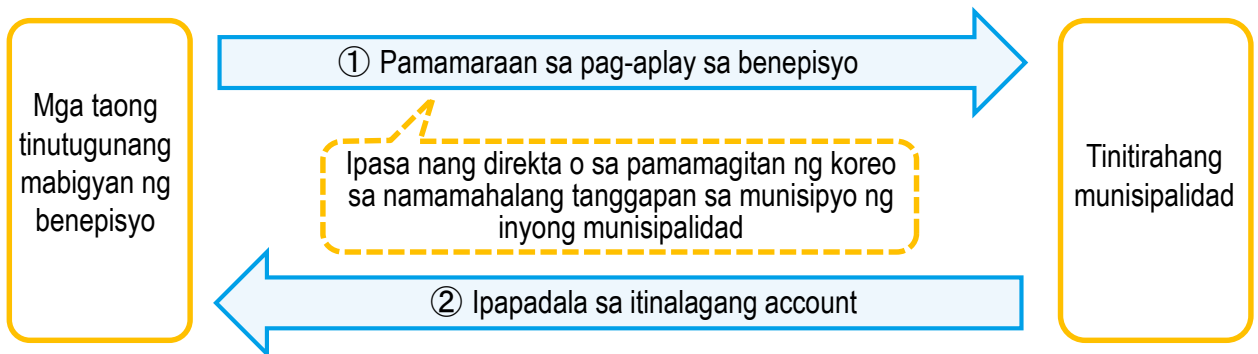 Mga taong
tinutugunang
mabigyan ng
benepisyo
① Pamamaraan sa pag-aplay sa benepisyo
Ipasa nang direkta o sa pamamagitan ng koreo
sa namamahalang tanggapan sa munisipyo ng
inyong munisipalidad
② Ipapadala sa itinalagang account
Tinitirahang
munisipalidad